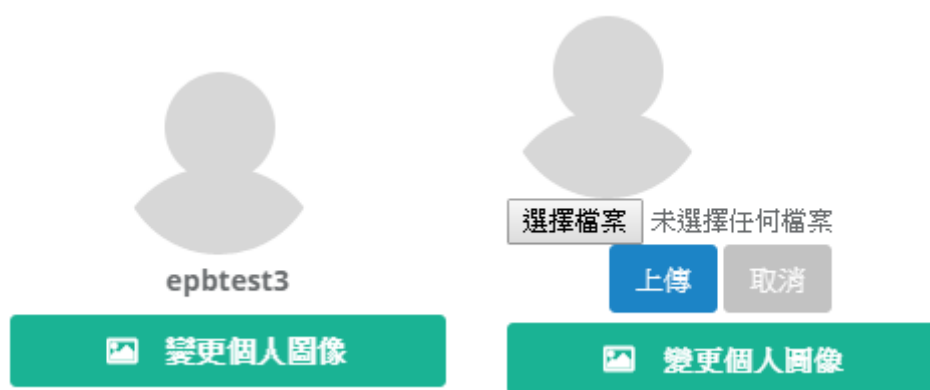 epbtest3
變更個人圖像
選擇檔案 未選擇任何檔案
上傳 取消
變更個人圖像